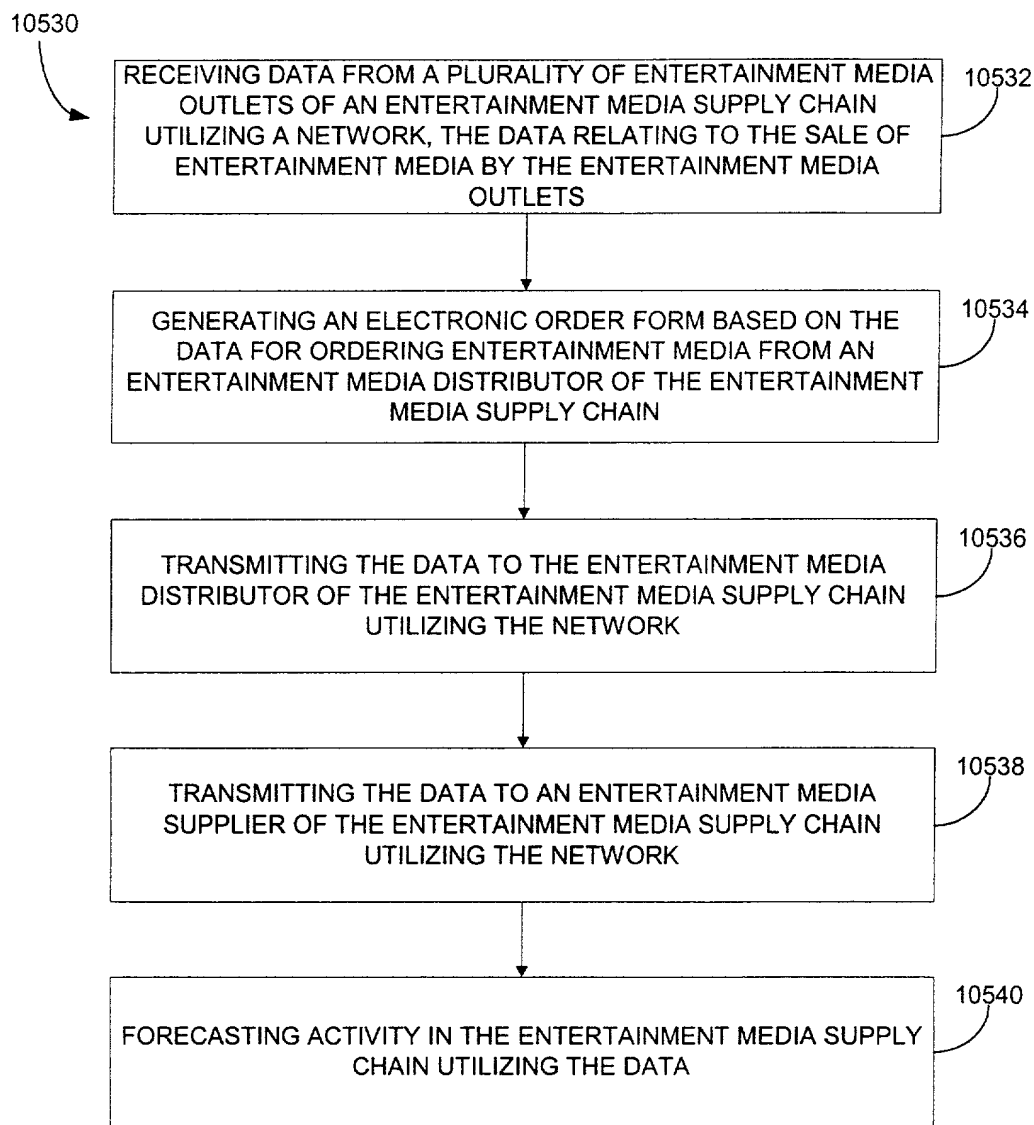 10530
RECEIVING DATA FROM A PLURALITY OF ENTERTAINMENT MEDIA
OUTLETS OF AN ENTERTAINMENT MEDIA SUPPLY CHAIN
UTILIZING A NETWORK, THE DATA RELATING TO THE SALE OF
ENTERTAINMENT MEDIA BY THE ENTERTAINMENT MEDIA
OUTLETS
10532
GENERATING AN ELECTRONIC ORDER FORM BASED ON THE
DATA FOR ORDERING ENTERTAINMENT MEDIA FROM AN
ENTERTAINMENT MEDIA DISTRIBUTOR OF THE ENTERTAINMENT
MEDIA SUPPLY CHAIN
10534
TRANSMITTING THE DATA TO THE ENTERTAINMENT MEDIA
DISTRIBUTOR OF THE ENTERTAINMENT MEDIA SUPPLY CHAIN
UTILIZING THE NETWORK
10536
TRANSMITTING THE DATA TO AN ENTERTAINMENT MEDIA
SUPPLIER OF THE ENTERTAINMENT MEDIA SUPPLY CHAIN
UTILIZING THE NETWORK
10538
FORECASTING ACTIVITY IN THE ENTERTAINMENT MEDIA SUPPLY
CHAIN UTILIZING THE DATA
10540